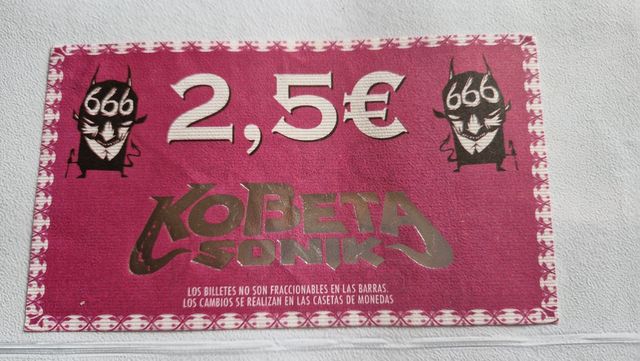 666
2,5€
666
KOBETA
SONIK
LOS BILLETES NO SON FRACCIONABLES EN LAS BARRAS.
LOS CAMBIOS SE REALIZAN EN LAS CASETAS DE MONEDAS